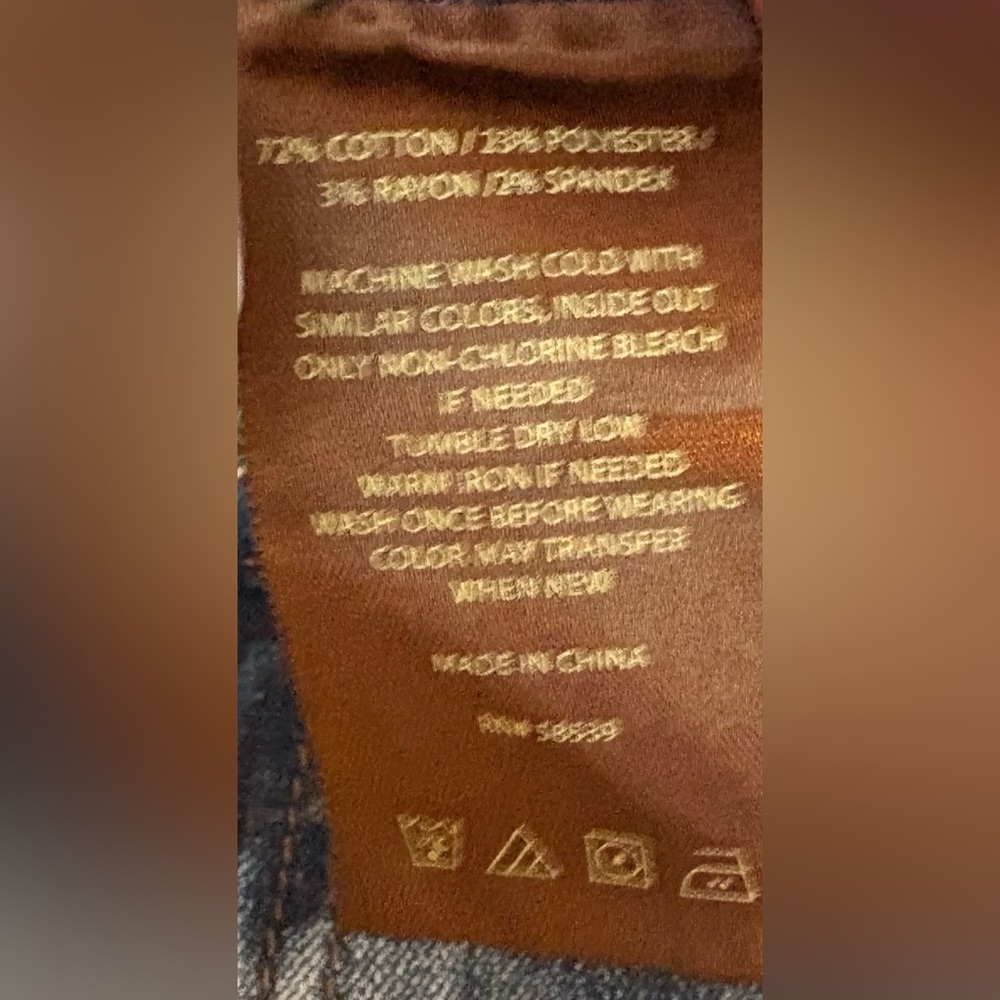 72% COTTON / 23% POLYESTER /
3% RAYON / 2% SPANDEX
MACHINE WASH COLD WITH
SIMILAR COLORS, INSIDE OUT
ONLY NON-CHLORINE BLEACH
IF NEEDED
TUMBLE DRY LOW
WARM IRON IF NEEDED
WASH ONCE BEFORE WEARING
COLOR MAY TRANSFER
WHEN NEW
MADE IN CHINA
RN# 58539